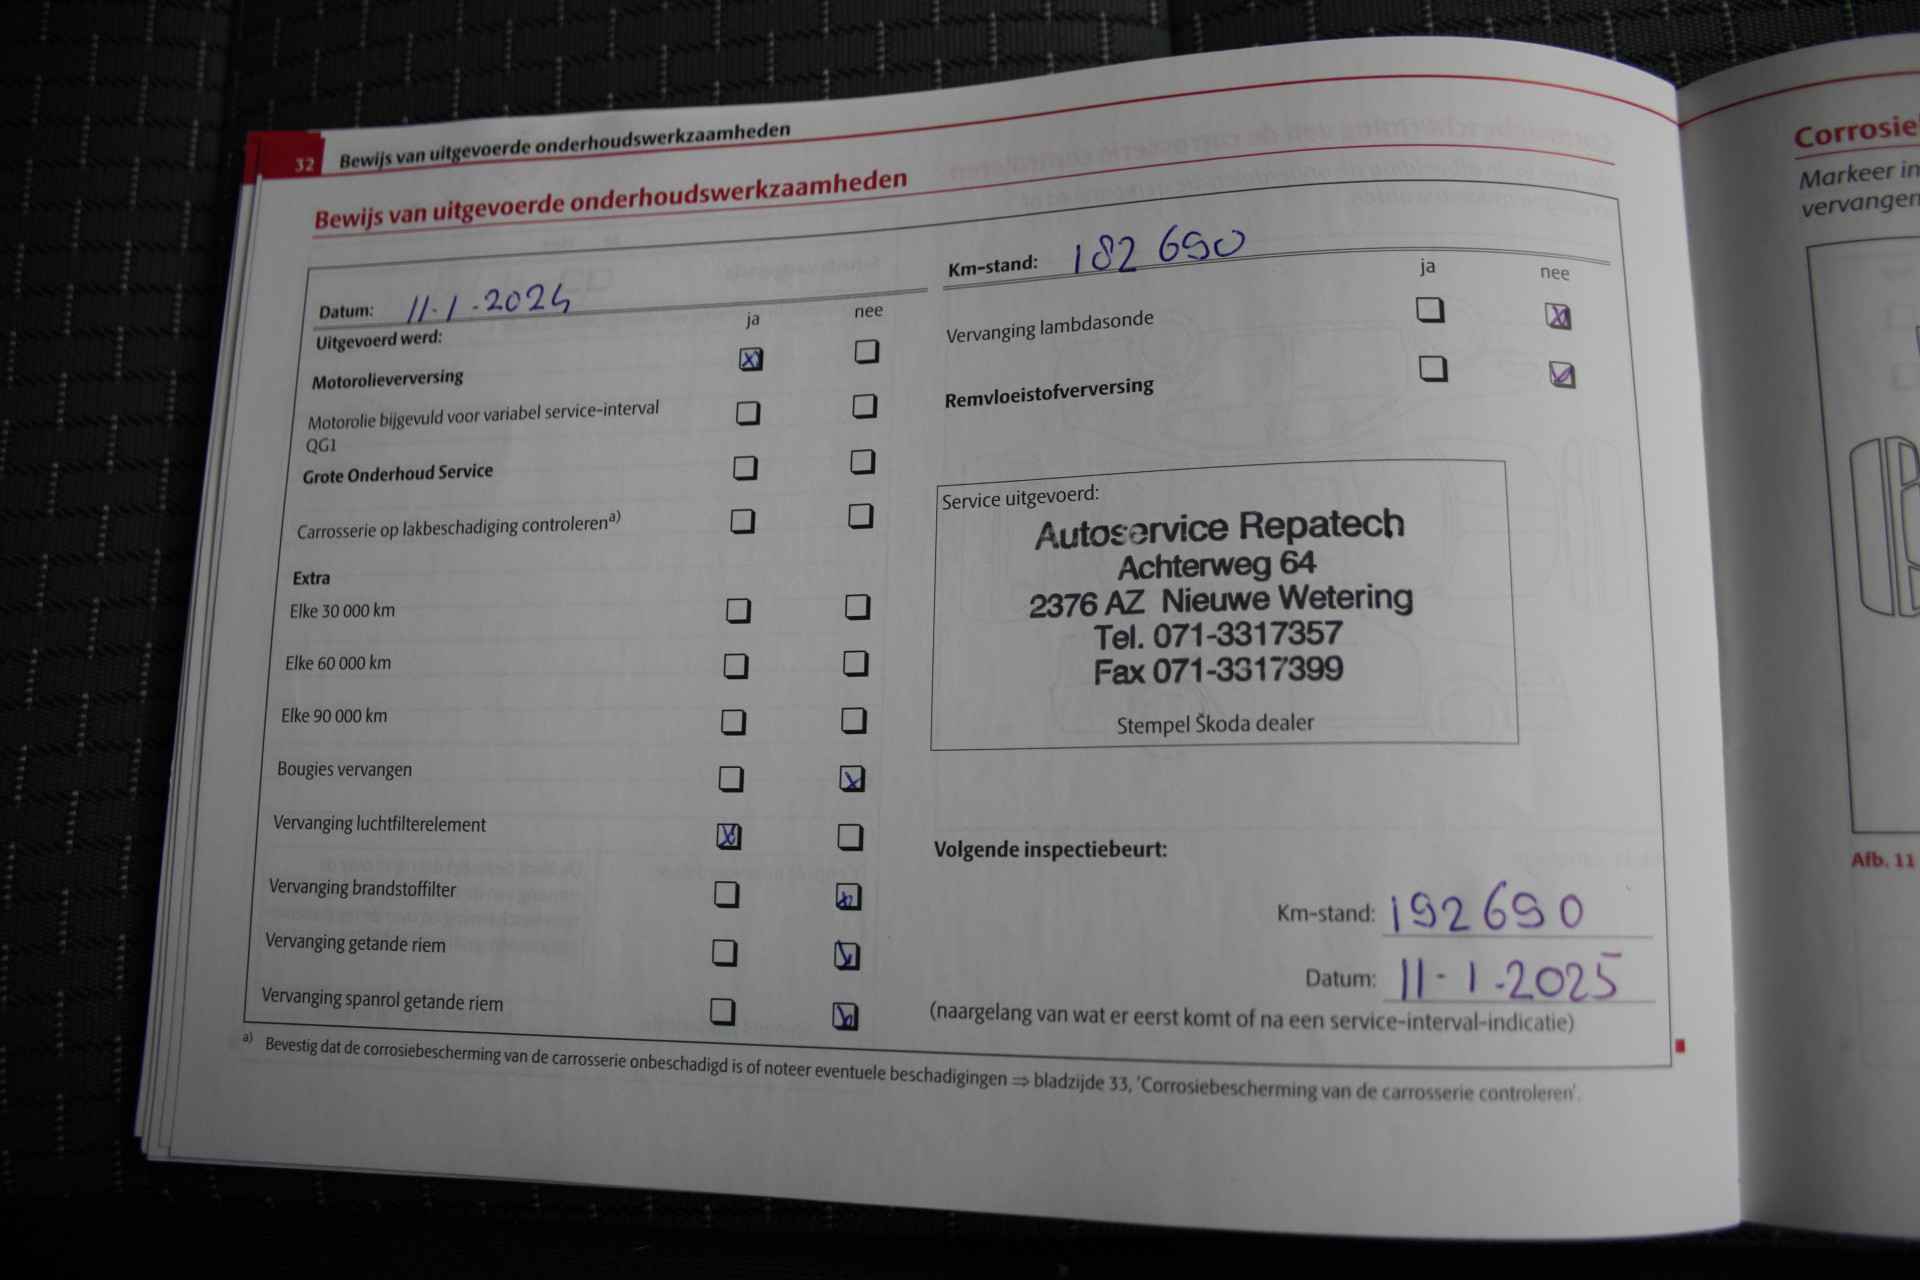 32 Bewijs van uitgevoerde onderhoudswerkzaamheden
Bewijs van uitgevoerde onderhoudswerkzaamheden
Datum: 11-1-2024
Uitgevoerd werd:
ja nee
Motorolieverversing
Motorolie bijgevuld voor variabel service-interval
QG1
Grote Onderhoud Service
Carrosserie op lakbeschadiging controleren a)
Extra
Elke 30 000 km
Elke 60 000 km
Elke 90 000 km
Bougies vervangen
Vervanging luchtfilterelement
Vervanging brandstoffilter
Vervanging getande riem
Vervanging spanrol getande riem
Km-stand: 182 690
ja nee
Vervanging lambdasonde
Remvloeistofverversing
Service uitgevoerd:
Autoservice Repatech
Achterweg 64
2376 AZ Nieuwe Wetering
Tel. 071-3317357
Fax 071-3317399
Stempel Škoda dealer
Volgende inspectiebeurt:
Km-stand: 192690
Datum: 11-1-2025
(naargelang van wat er eerst komt of na een service-interval-indicatie)
a) Bevestig dat de corrosiebescherming van de carrosserie onbeschadigd is of noteer eventuele beschadigingen ⇒ bladzijde 33, 'Corrosiebescherming van de carrosserie controleren'.
Corrosie
Markeer in
vervangen
Afb. 11